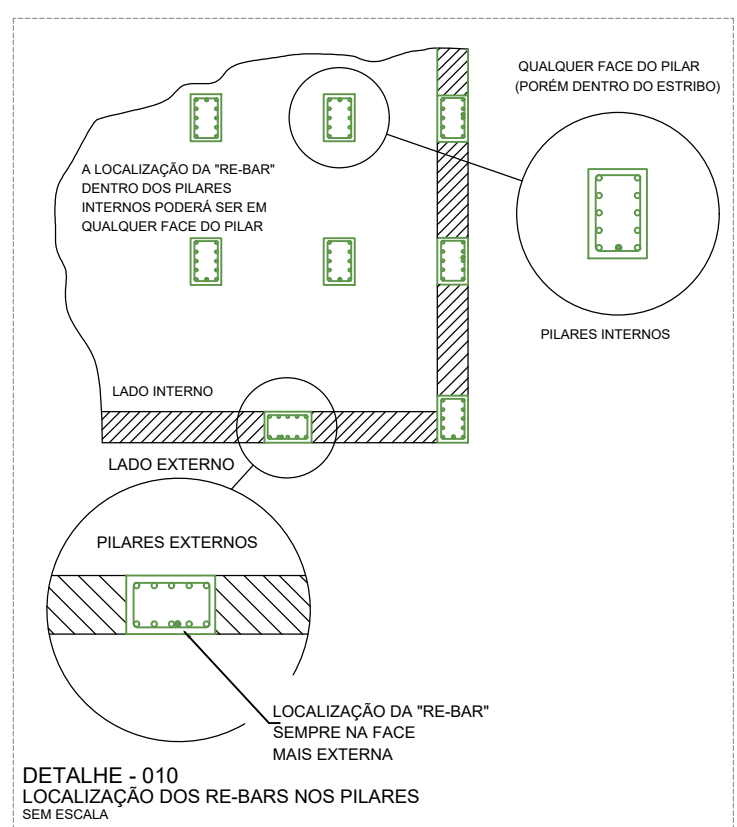 QUALQUER FACE DO PILAR
(PORÉM DENTRO DO ESTRIBO)
A LOCALIZAÇÃO DA "RE-BAR"
DENTRO DOS PILARES
INTERNOS PODERÁ SER EM
QUALQUER FACE DO PILAR
PILARES INTERNOS
LADO INTERNO
LADO EXTERNO
PILARES EXTERNOS
LOCALIZAÇÃO DA "RE-BAR"
SEMPRE NA FACE
MAIS EXTERNA
DETALHE - 010
LOCALIZAÇÃO DOS RE-BARS NOS PILARES
SEM ESCALA